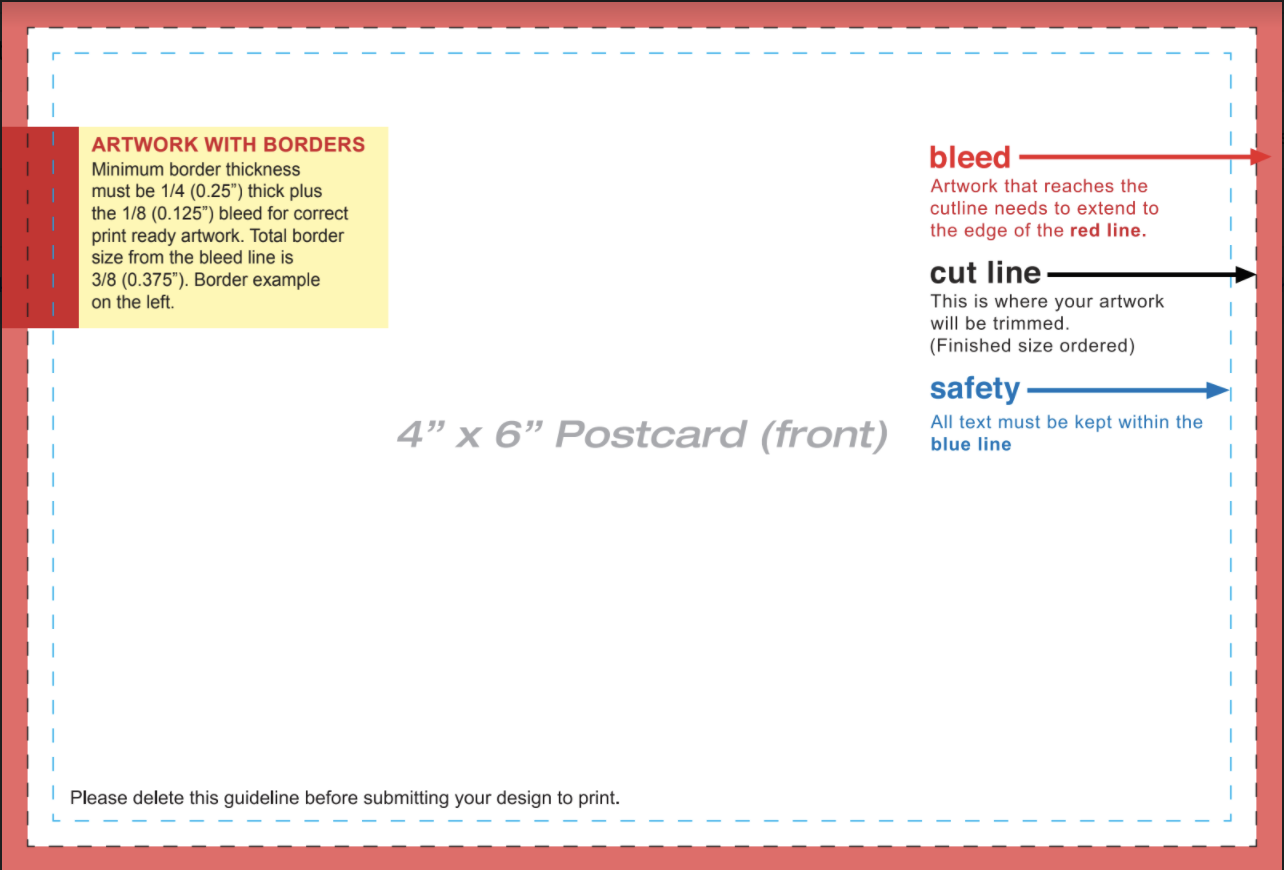 ARTWORK WITH BORDERS
Minimum border thickness
must be 1/4 (0.25”) thick plus
the 1/8 (0.125”) bleed for correct
print ready artwork. Total border
size from the bleed line is
3/8 (0.375”). Border example
on the left.
bleed
Artwork that reaches the
cutline needs to extend to
the edge of the red line.
cut line
This is where your artwork
will be trimmed.
(Finished size ordered)
safety
All text must be kept within the
blue line
4” x 6” Postcard (front)
Please delete this guideline before submitting your design to print.